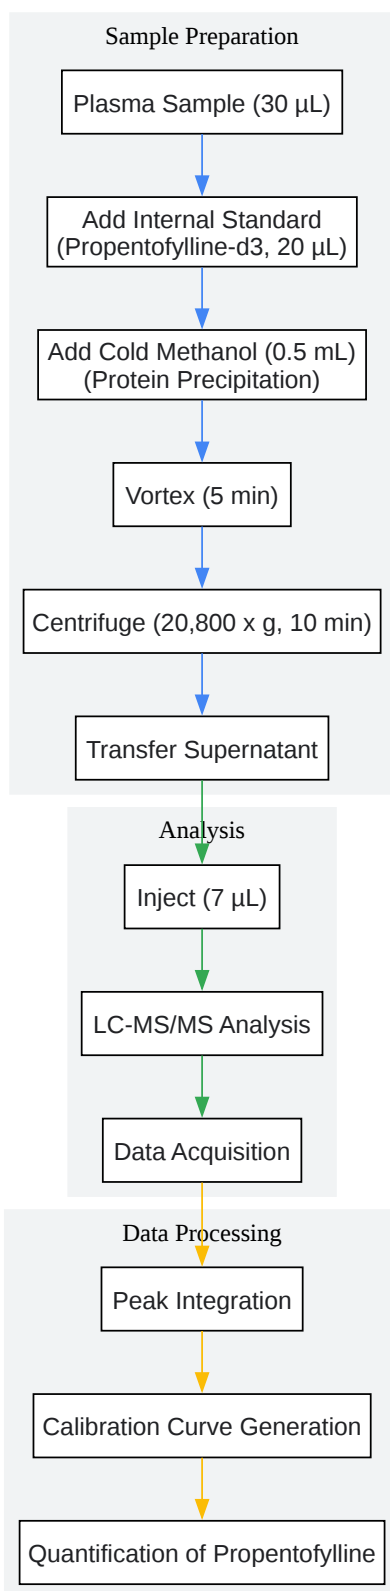 Sample Preparation
Plasma Sample (30 µL)
Add Internal Standard
(Propentofylline-d3, 20 µL)
Add Cold Methanol (0.5 mL)
(Protein Precipitation)
Vortex (5 min)
Centrifuge (20,800 x g, 10 min)
Transfer Supernatant
Analysis
Inject (7 µL)
LC-MS/MS Analysis
Data Acquisition
Data Processing
Peak Integration
Calibration Curve Generation
Quantification of Propentofylline